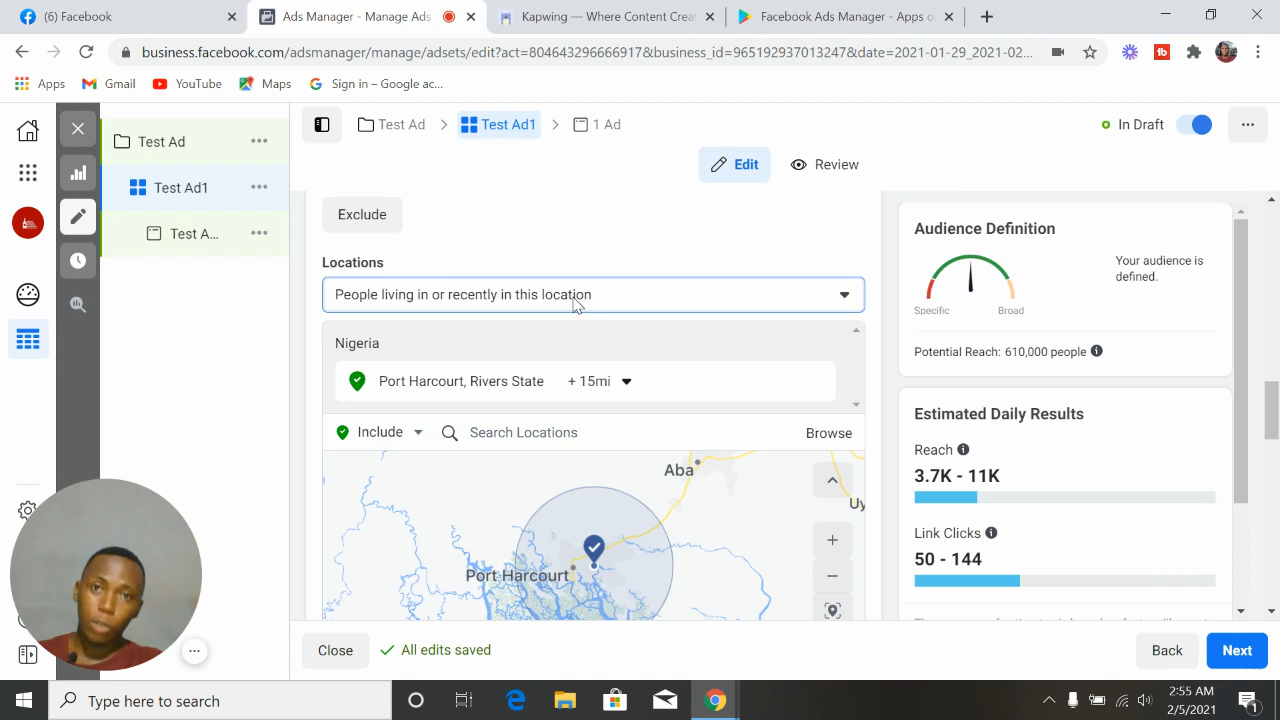 (6) Facebook
Ads Manager - Manage Ads
Kapwing — Where Content Crea
Facebook Ads Manager - Apps o
business.facebook.com/adsmanager/manage/adsets/edit?act=804643296666917&business_id=965192937013247&date=2021-01-29_2021-02...
Apps
Gmail
YouTube
Maps
Sign in – Google ac...
Test Ad
Test Ad1
Test A...
Test Ad
Test Ad1
1 Ad
In Draft
Edit
Review
Exclude
Locations
People living in or recently in this location
Nigeria
Port Harcourt, Rivers State + 15mi
Include
Search Locations
Browse
Aba
Uy
Port Harcourt
Audience Definition
Specific
Broad
Your audience is
defined.
Potential Reach: 610,000 people
Estimated Daily Results
Reach
3.7K - 11K
Link Clicks
50 - 144
Close
All edits saved
Back
Next
Type here to search
2:55 AM
2/5/2021
1